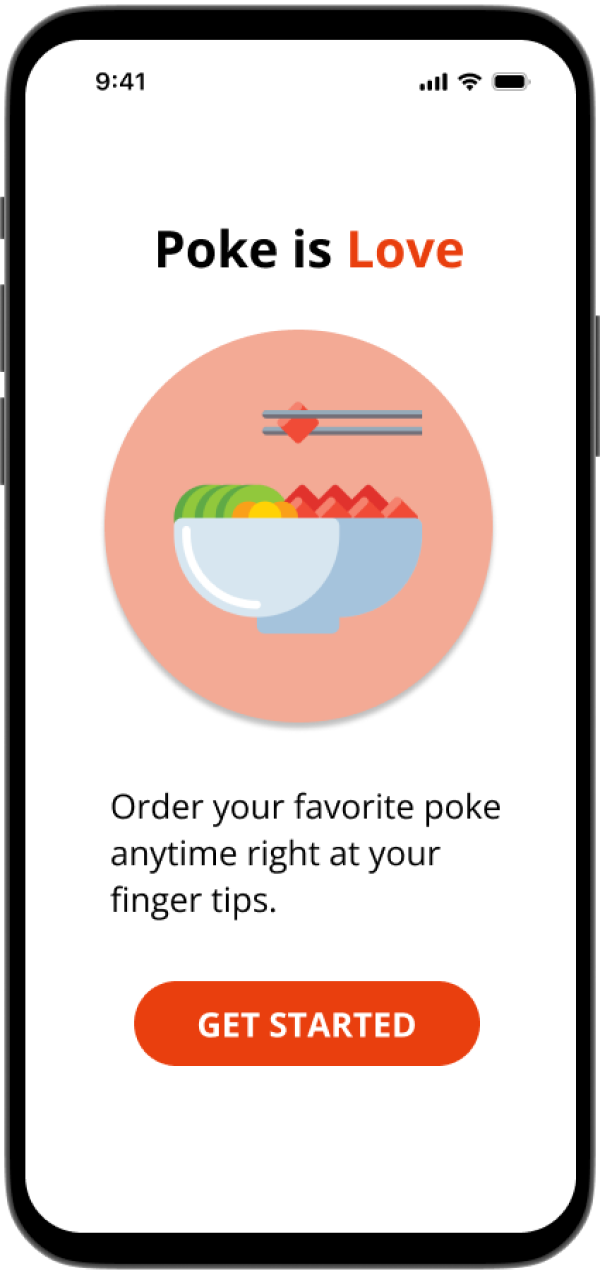 9:41
Poke is Love
Order your favorite poke
anytime right at your
finger tips.
GET STARTED